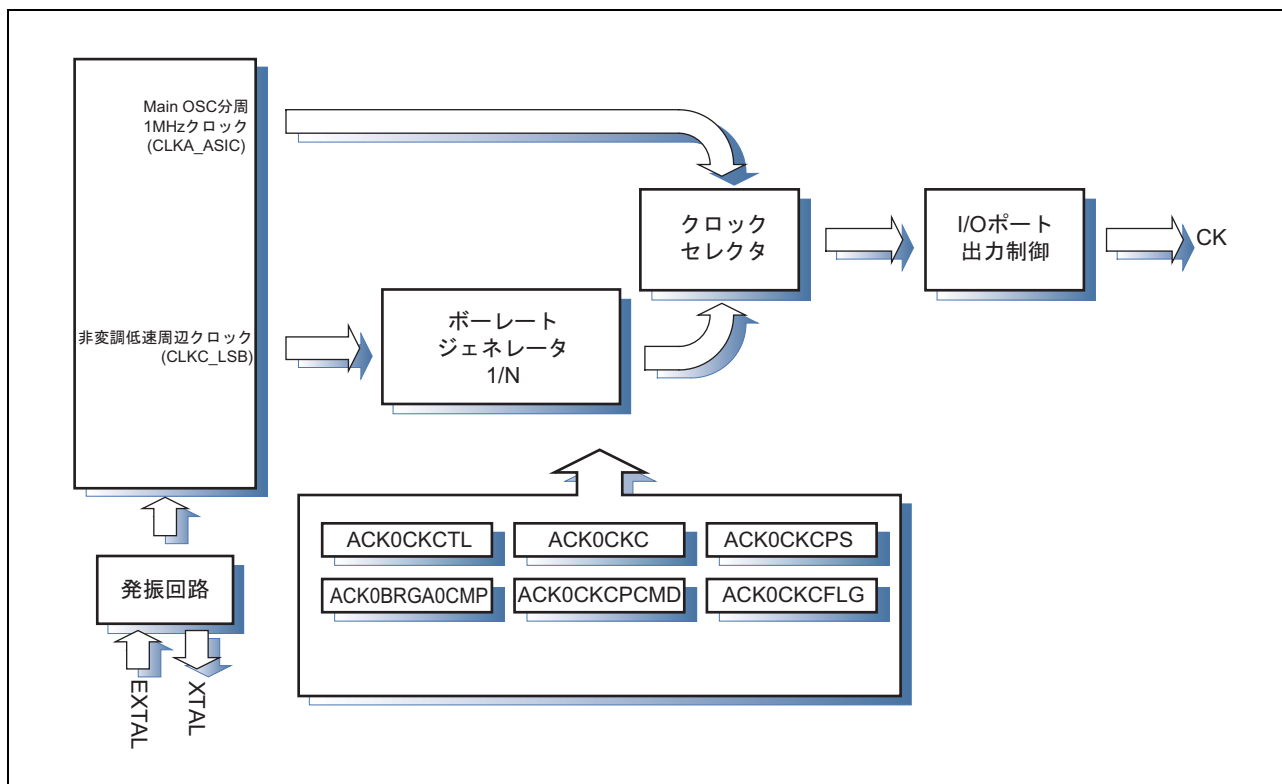 Main OSC分周
1MHzクロック
(CLKA_ASIC)
クロック
セレクタ
I/Oポート
出力制御
CK
非変調低速周辺クロック
(CLKC_LSB)
ボーレート
ジェネレータ
1/N
ACK0CKCTL
ACK0CKC
ACK0CKCPS
ACK0BRGA0CMP
ACK0CKCPCMD
ACK0CKCFLG
発振回路
EXTAL
XTAL